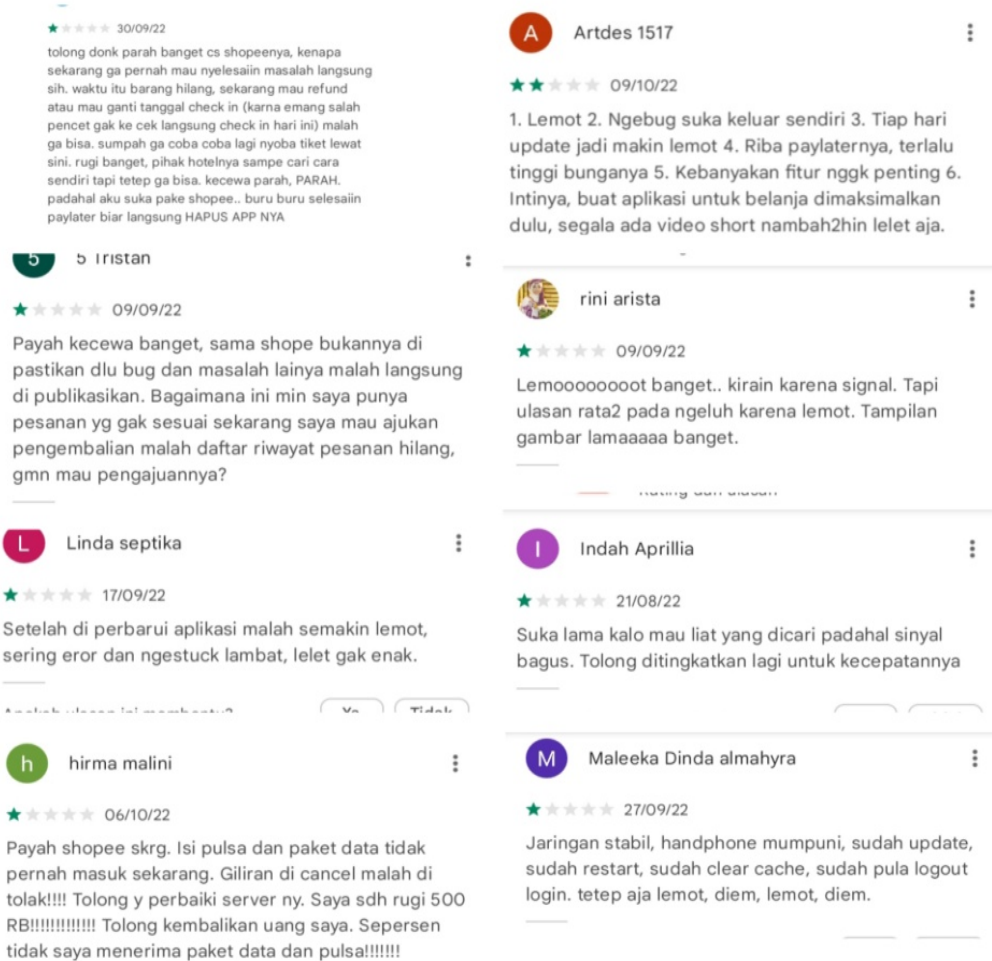 30/09/22
tolong donk parah banget cs shopeenya, kenapa
sekarang ga pernah mau nyelesaiin masalah langsung
sih. waktu itu barang hilang, sekarang mau refund
atau mau ganti tanggal check in (karna emang salah
pencet gak ke cek langsung check in hari ini) malah
ga bisa. sumpah ga coba coba lagi nyoba tiket lewat
sini. rugi banget, pihak hotelnya sampe cari cara
sendiri tapi tetep ga bisa. kecewa parah, PARAH.
padahal aku suka pake shopee.. buru buru selesaiin
paylater biar langsung HAPUS APP NYA
5 Tristan
09/09/22
Payah kecewa banget, sama shope bukannya di
pastikan dlu bug dan masalah lainya malah langsung
di publikasikan. Bagaimana ini min saya punya
pesanan yg gak sesuai sekarang saya mau ajukan
pengembalian malah daftar riwayat pesanan hilang,
gmn mau pengajuannya?
L Linda septika
17/09/22
Setelah di perbarui aplikasi malah semakin lemot,
sering eror dan ngestuck lambat, lelet gak enak.
Apakah ulasan ini membantu? Ya Tidak
h hirma malini
06/10/22
Payah shopee skrg. Isi pulsa dan paket data tidak
pernah masuk sekarang. Giliran di cancel malah di
tolak!!!! Tolong y perbaiki server ny. Saya sdh rugi 500
RB!!!!!!!!!!!!! Tolong kembalikan uang saya. Sepersen
tidak saya menerima paket data dan pulsa!!!!!!!
A Artdes 1517
09/10/22
1. Lemot 2. Ngebug suka keluar sendiri 3. Tiap hari
update jadi makin lemot 4. Riba paylaternya, terlalu
tinggi bunganya 5. Kebanyakan fitur nggk penting 6.
Intinya, buat aplikasi untuk belanja dimaksimalkan
dulu, segala ada video short nambah2hin lelet aja.
rini arista
09/09/22
Lemoooooooot banget.. kirain karena signal. Tapi
ulasan rata2 pada ngeluh karena lemot. Tampilan
gambar lamaaaaa banget.
Rating dan ulasan
I Indah Aprillia
21/08/22
Suka lama kalo mau liat yang dicari padahal sinyal
bagus. Tolong ditingkatkan lagi untuk kecepatannya
M Maleeka Dinda almahyra
27/09/22
Jaringan stabil, handphone mumpuni, sudah update,
sudah restart, sudah clear cache, sudah pula logout
login. tetep aja lemot, diem, lemot, diem.